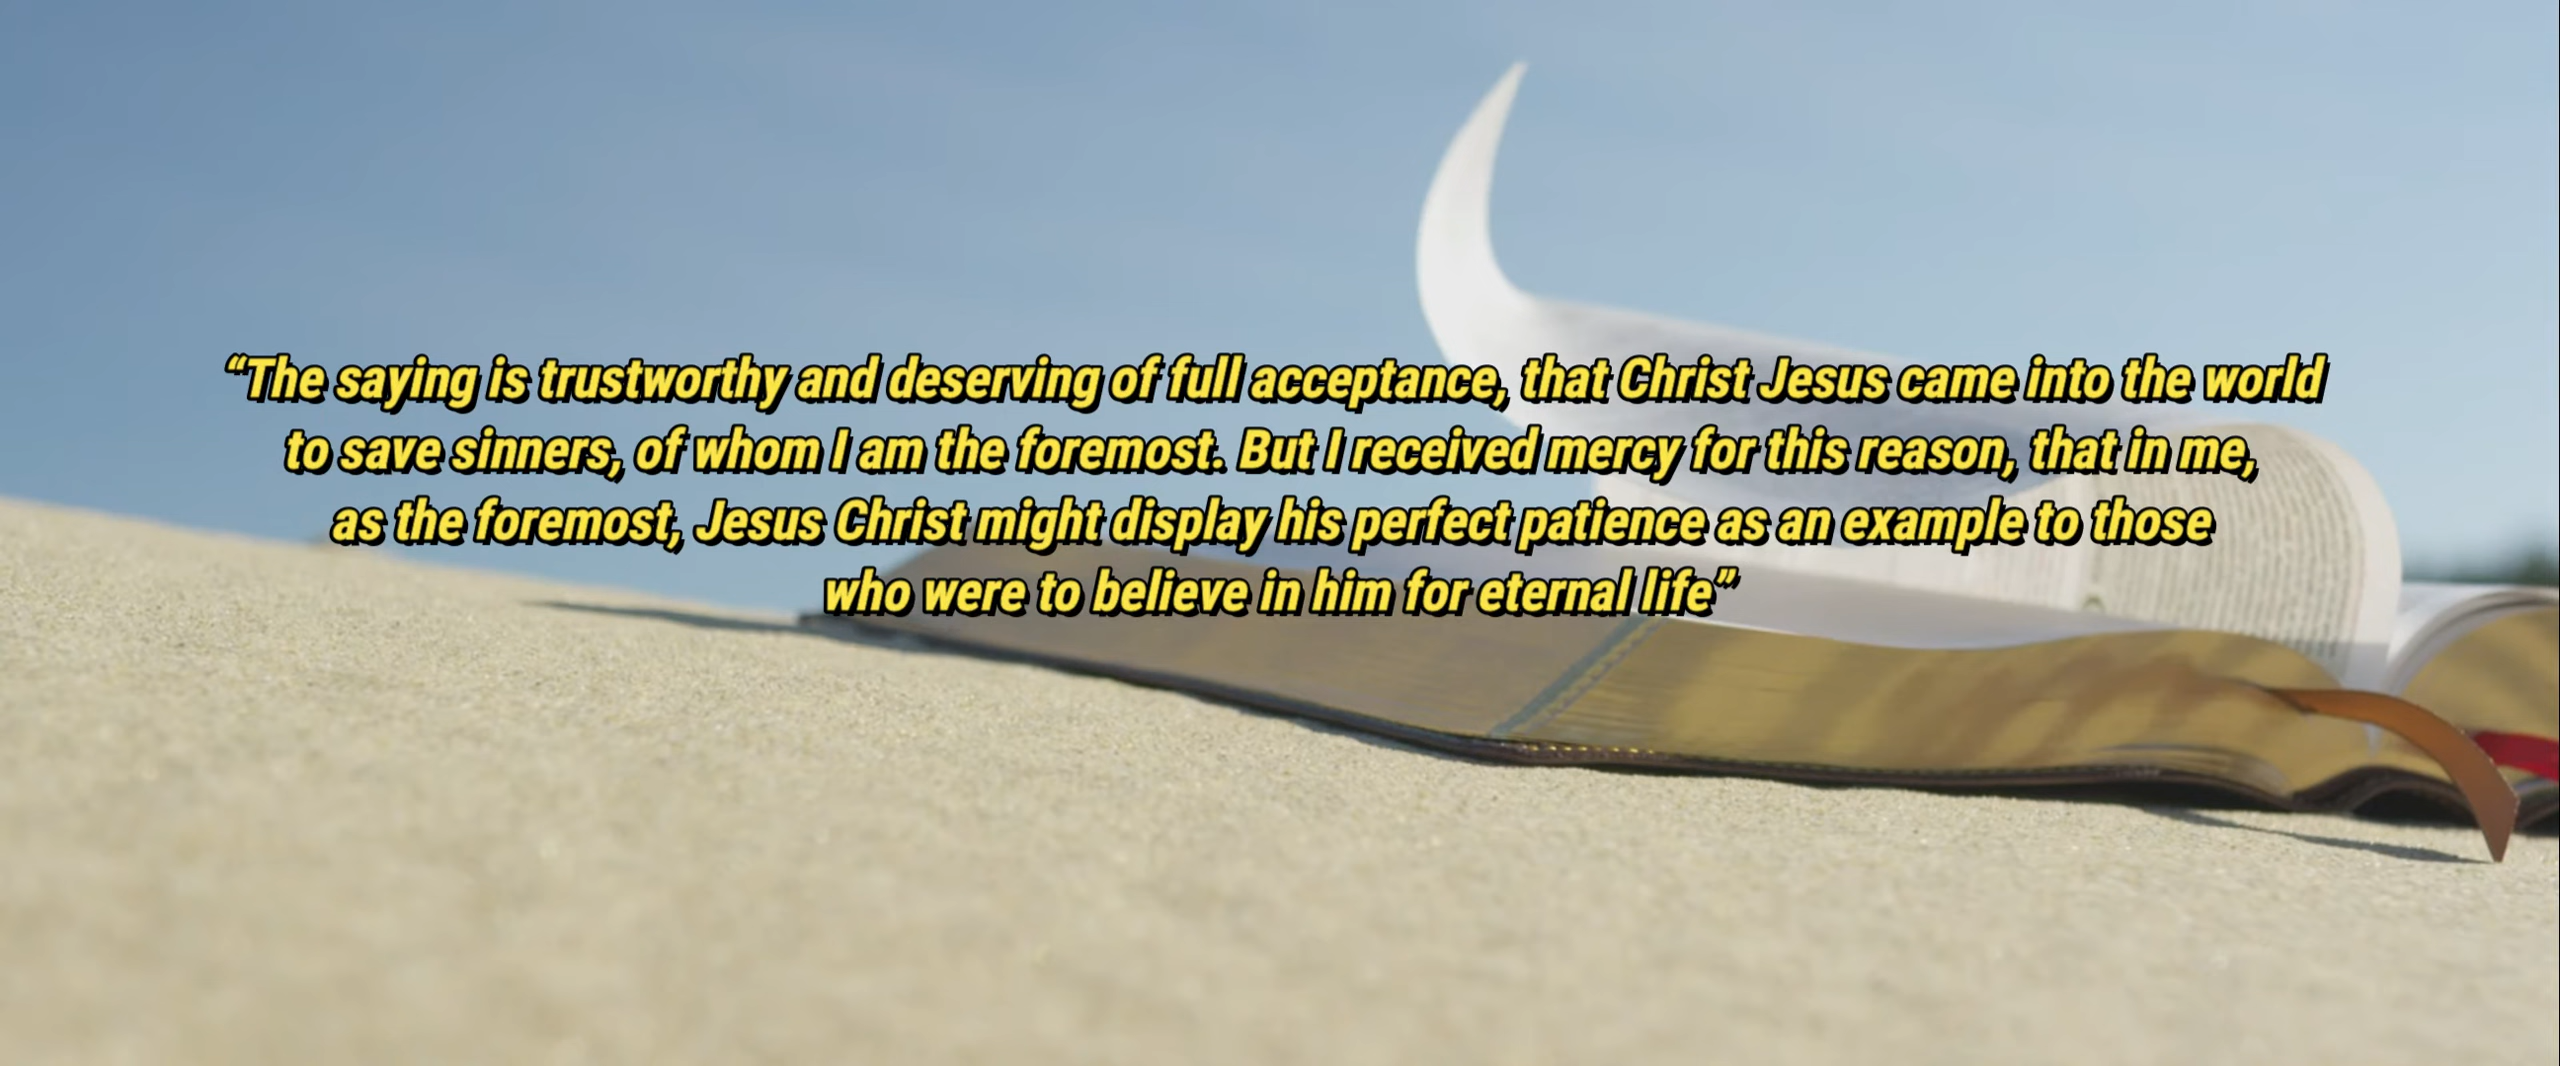 “The saying is trustworthy and deserving of full acceptance, that Christ Jesus came into the world
to save sinners, of whom I am the foremost. But I received mercy for this reason, that in me,
as the foremost, Jesus Christ might display his perfect patience as an example to those
who were to believe in him for eternal life”